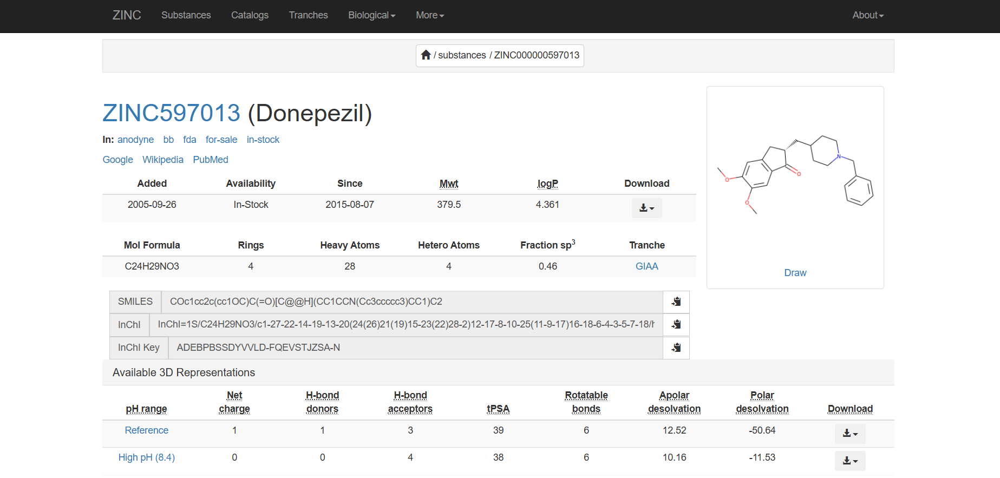 ZINC Substances Catalogs Tranches Biological More About
/ substances / ZINC000000597013
ZINC597013 (Donepezil)
In: anodyne bb fda for-sale in-stock
Google Wikipedia PubMed
Added Availability Since Mwt logP Download
2005-09-26 In-Stock 2015-08-07 379.5 4.361
Mol Formula Rings Heavy Atoms Hetero Atoms Fraction sp3 Tranche
C24H29NO3 4 28 4 0.46 GIAA
O
N
O
O
Draw
SMILES COc1cc2c(cc1OC)C(=O)[C@@H](CC1CCN(Cc3ccccc3)CC1)C2
InChI InChI=1S/C24H29NO3/c1-27-22-14-19-13-20(24(26)21(19)15-23(22)28-2)12-17-8-10-25(11-9-17)16-18-6-4-3-5-7-18/h
InChI Key ADEBPBSSDYVVLD-FQEVSTJZSA-N
Available 3D Representations
pH range Net charge H-bond donors H-bond acceptors tPSA Rotatable bonds Apolar desolvation Polar desolvation Download
Reference 1 1 3 39 6 12.52 -50.64
High pH (8.4) 0 0 4 38 6 10.16 -11.53